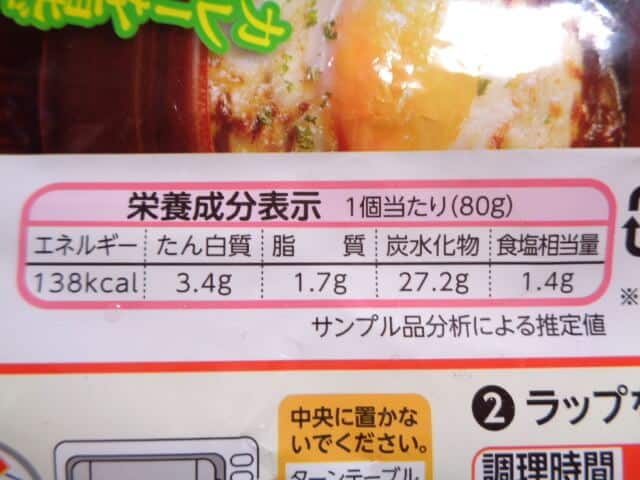 栄養成分表示 1個当たり(80g)
エネルギー たん白質 脂質 炭水化物 食塩相当量
138kcal 3.4g 1.7g 27.2g 1.4g
サンプル品分析による推定値
※
中央に置かな
いでください。
ターンテーブル
❷ラップ
調理時間